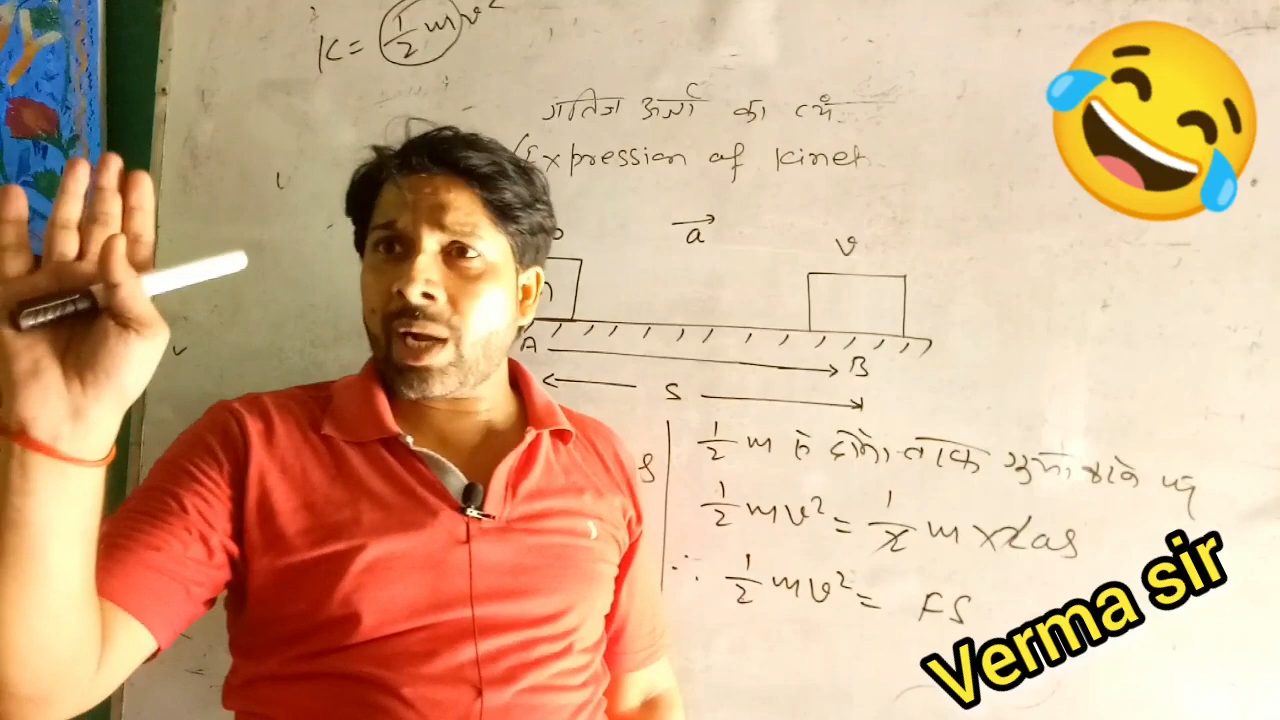 K = 1/2 mv²
गतिज ऊर्जा का व्यं
(Expression of Kinet
a
v
A
B
s
1/2 m से दोनो तरफ गुणा करने पर
1/2 mv² = 1/2 m × 2as
∴ 1/2 mv² = FS
Verma sir